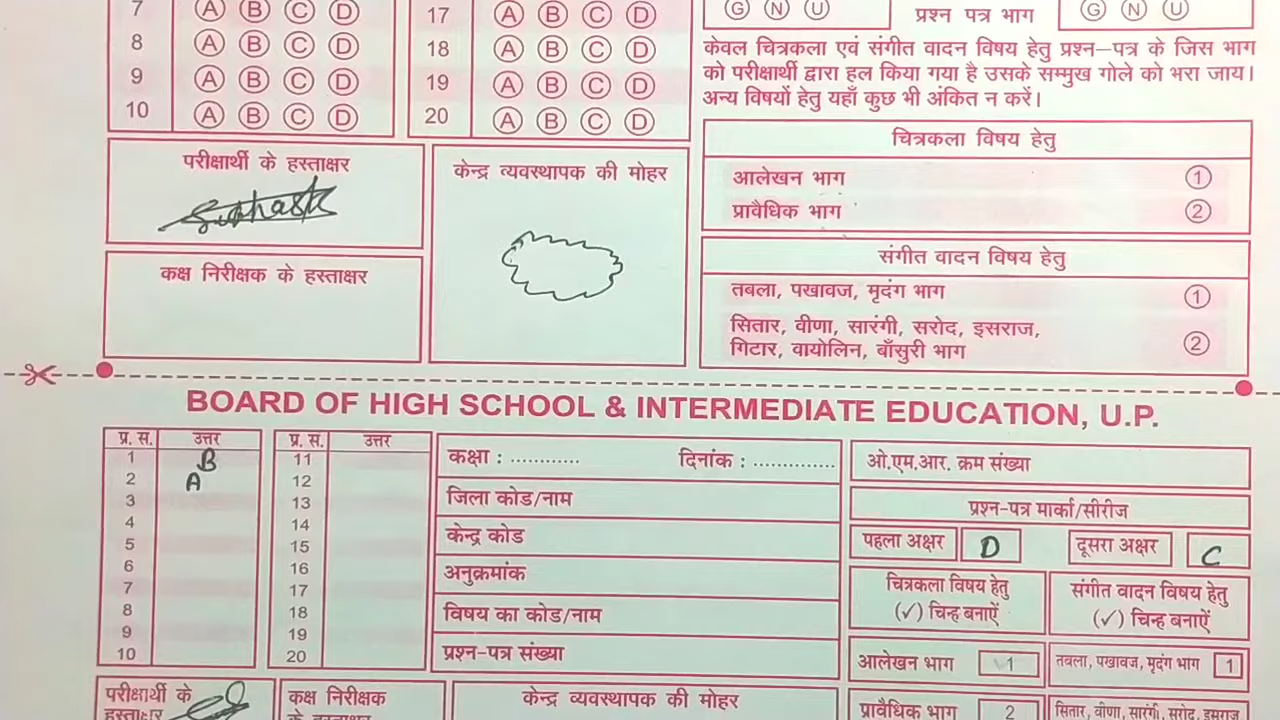 7 A B C D 17 A B C D
8 A B C D 18 A B C D
9 A B C D 19 A B C D
10 A B C D 20 A B C D
G N U प्रश्न पत्र भाग G N U
केवल चित्रकला एवं संगीत वादन विषय हेतु प्रश्न–पत्र के जिस भाग
को परीक्षार्थी द्वारा हल किया गया है उसके सम्मुख गोले को भरा जाय।
अन्य विषयों हेतु यहाँ कुछ भी अंकित न करें।
परीक्षार्थी के हस्ताक्षर
केन्द्र व्यवस्थापक की मोहर
कक्ष निरीक्षक के हस्ताक्षर
चित्रकला विषय हेतु
आलेखन भाग 1
प्रावैधिक भाग 2
संगीत वादन विषय हेतु
तबला, पखावज, मृदंग भाग 1
सितार, वीणा, सारंगी, सरोद, इसराज,
गिटार, वायोलिन, बाँसुरी भाग 2
BOARD OF HIGH SCHOOL & INTERMEDIATE EDUCATION, U.P.
प्र. स. उत्तर प्र. स. उत्तर
1 B 11
2 A 12
3 13
4 14
5 15
6 16
7 17
8 18
9 19
10 20
कक्षा : ............ दिनांक : ..............
जिला कोड/नाम
केन्द्र कोड
अनुक्रमांक
विषय का कोड/नाम
प्रश्न-पत्र संख्या
ओ.एम.आर. क्रम संख्या
प्रश्न-पत्र मार्का/सीरीज
पहला अक्षर D दूसरा अक्षर C
चित्रकला विषय हेतु
(✓) चिन्ह बनाऐं
संगीत वादन विषय हेतु
(✓) चिन्ह बनाऐं
आलेखन भाग 1 तबला, पखावज, मृदंग भाग 1
परीक्षार्थी के
हस्ताक्षर
कक्ष निरीक्षक
के हस्ताक्षर
केन्द्र व्यवस्थापक की मोहर
प्रावैधिक भाग 2 सितार, वीणा, सारंगी, सरोद, इसराज